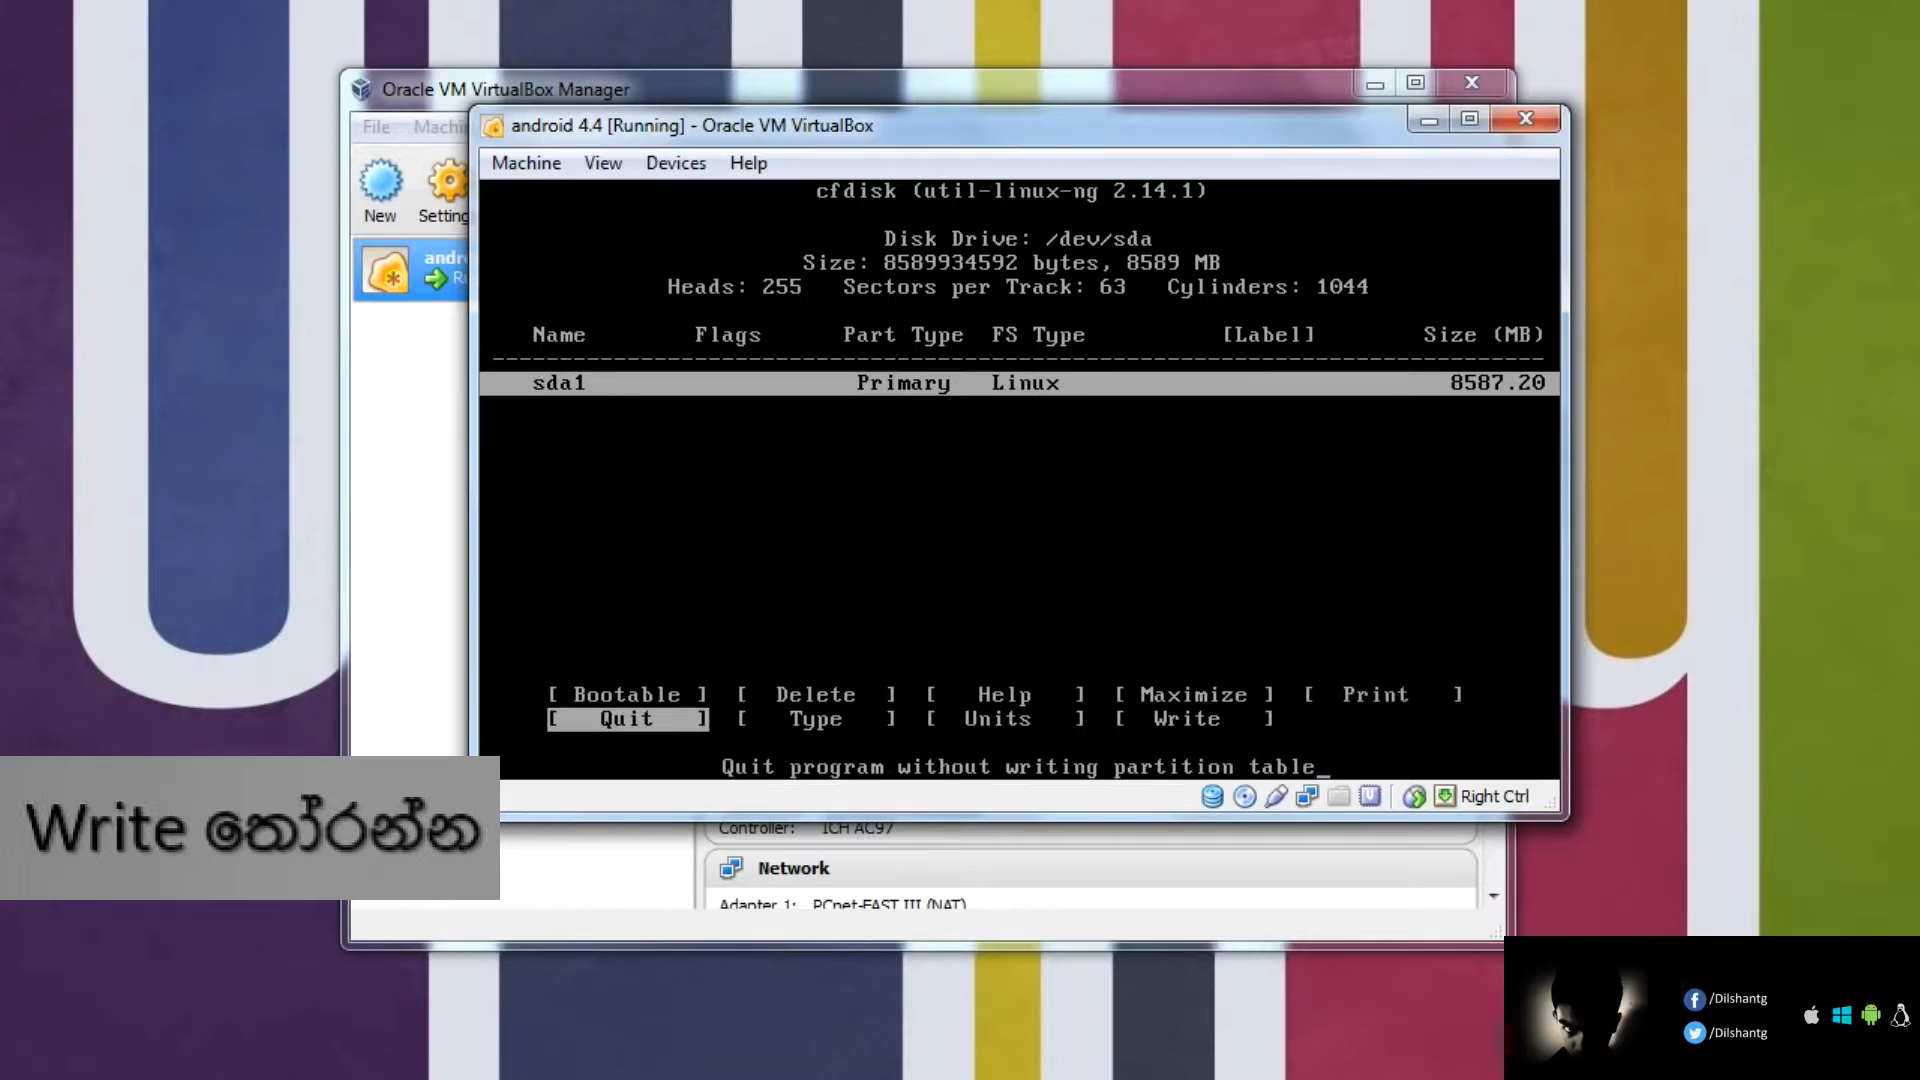 Oracle VM VirtualBox Manager
File Machi
android 4.4 [Running] - Oracle VM VirtualBox
Machine View Devices Help
New Setting
andr
cfdisk (util-linux-ng 2.14.1)
Disk Drive: /dev/sda
Size: 8589934592 bytes, 8589 MB
Heads: 255 Sectors per Track: 63 Cylinders: 1044
Name Flags Part Type FS Type [Label] Size (MB)
sda1 Primary Linux 8587.20
[ Bootable ] [ Delete ] [ Help ] [ Maximize ] [ Print ]
[ Quit ] [ Type ] [ Units ] [ Write ]
Quit program without writing partition table_
Right Ctrl
Write තෝරන්න
Controller: ICH AC97
Network
Adapter 1: PCnet-FAST III (NAT)
/Dilshantg
/Dilshantg